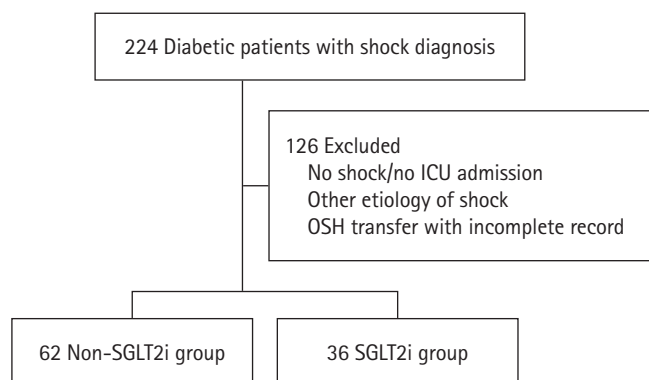 224 Diabetic patients with shock diagnosis
126 Excluded
No shock/no ICU admission
Other etiology of shock
OSH transfer with incomplete record
62 Non-SGLT2i group
36 SGLT2i group